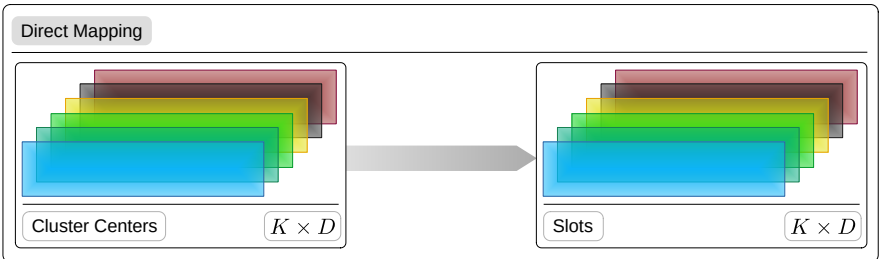 Direct Mapping
Cluster Centers
K × D
Slots
K × D